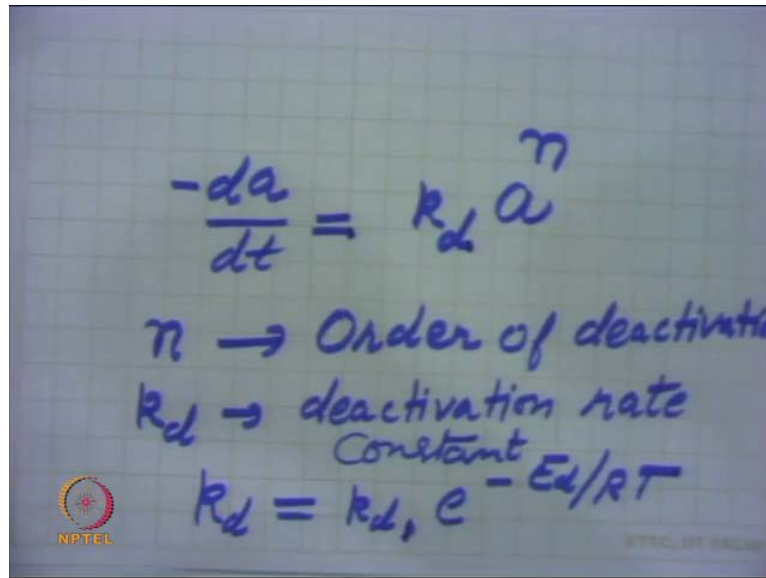 -da/dt = k_d a^n
n → Order of deactivati
k_d → deactivation rate
Constant
k_d = k_d, e^-Ed/RT
NPTEL